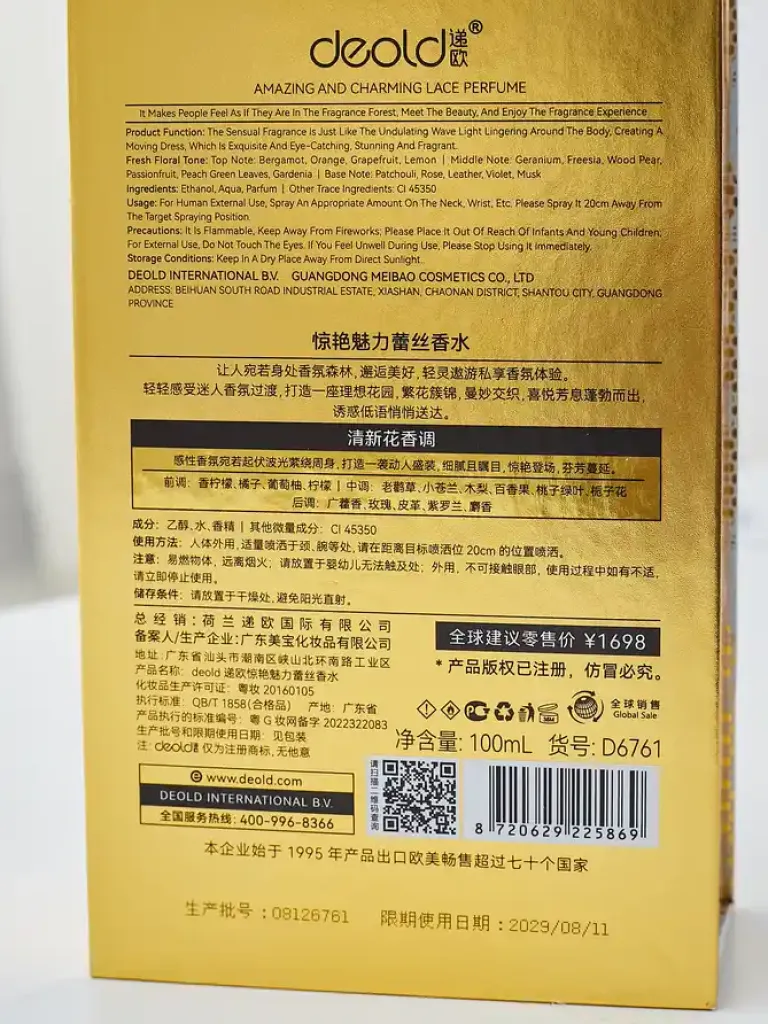 deold递欧®
AMAZING AND CHARMING LACE PERFUME
It Makes People Feel As If They Are In The Fragrance Forest, Meet The Beauty, And Enjoy The Fragrance Experience
Product Function: The Sensual Fragrance Is Just Like The Undulating Wave Light Lingering Around The Body, Creating A
Moving Dress, Which Is Exquisite And Eye-Catching, Stunning And Fragrant.
Fresh Floral Tone: Top Note: Bergamot, Orange, Grapefruit, Lemon | Middle Note: Geranium, Freesia, Wood Pear,
Passionfruit, Peach Green Leaves, Gardenia | Base Note: Patchouli, Rose, Leather, Violet, Musk
Ingredients: Ethanol, Aqua, Parfum | Other Trace Ingredients: CI 45350
Usage: For Human External Use, Spray An Appropriate Amount On The Neck, Wrist, Etc. Please Spray It 20cm Away From
The Target Spraying Position
Precautions: It Is Flammable, Keep Away From Fireworks; Please Place It Out Of Reach Of Infants And Young Children;
For External Use, Do Not Touch The Eyes. If You Feel Unwell During Use, Please Stop Using It Immediately.
Storage Conditions: Keep In A Dry Place Away From Direct Sunlight.
DEOLD INTERNATIONAL B.V. GUANGDONG MEIBAO COSMETICS CO., LTD
ADDRESS: BEIHUAN SOUTH ROAD INDUSTRIAL ESTATE, XIASHAN, CHAONAN DISTRICT, SHANTOU CITY, GUANGDONG
PROVINCE
惊艳魅力蕾丝香水
让人宛若身处香氛森林,邂逅美好,轻灵遨游私享香氛体验。
轻轻感受迷人香氛过渡,打造一座理想花园,繁花簇锦,曼妙交织,喜悦芳息蓬勃而出,
诱惑低语悄悄送达。
清新花香调
感性香氛宛若起伏波光萦绕周身,打造一袭动人盛装,细腻且瞩目,惊艳登场,芬芳蔓延。
前调: 香柠檬、橘子、葡萄柚、柠檬 | 中调: 老鹳草、小苍兰、木梨、百香果、桃子绿叶、栀子花
后调: 广藿香、玫瑰、皮革、紫罗兰、麝香
成分: 乙醇、水、香精 | 其他微量成分: CI 45350
使用方法: 人体外用, 适量喷洒于颈、腕等处, 请在距离目标喷洒位 20cm 的位置喷洒。
注意: 易燃物体, 远离烟火; 请放置于婴幼儿无法触及处; 外用, 不可接触眼部, 使用过程中如有不适,
请立即停止使用。
储存条件: 请放置于干燥处, 避免阳光直射。
总经销: 荷兰递欧国际有限公司
备案人/生产企业: 广东美宝化妆品有限公司
地址: 广东省汕头市潮南区峡山北环南路工业区
产品名称: deold 递欧惊艳魅力蕾丝香水
化妆品生产许可证: 粤妆 20160105
执行标准: QB/T 1858(合格品) 产地: 广东省
产品执行的标准编号: 粤 G 妆网备字 2022322083
生产批号和限期使用日期: 见包装
注: deold递欧 仅为注册商标, 无他意
全球建议零售价 ¥1698
* 产品版权已注册, 仿冒必究。
全球销售
Global Sale
净含量: 100mL 货号: D6761
e www.deold.com
DEOLD INTERNATIONAL B.V.
全国服务热线: 400-996-8366
请扫描二维码查询
8 720629 225869
本企业始于 1995 年产品出口欧美畅售超过七十个国家
生产批号:08126761 限期使用日期:2029/08/11